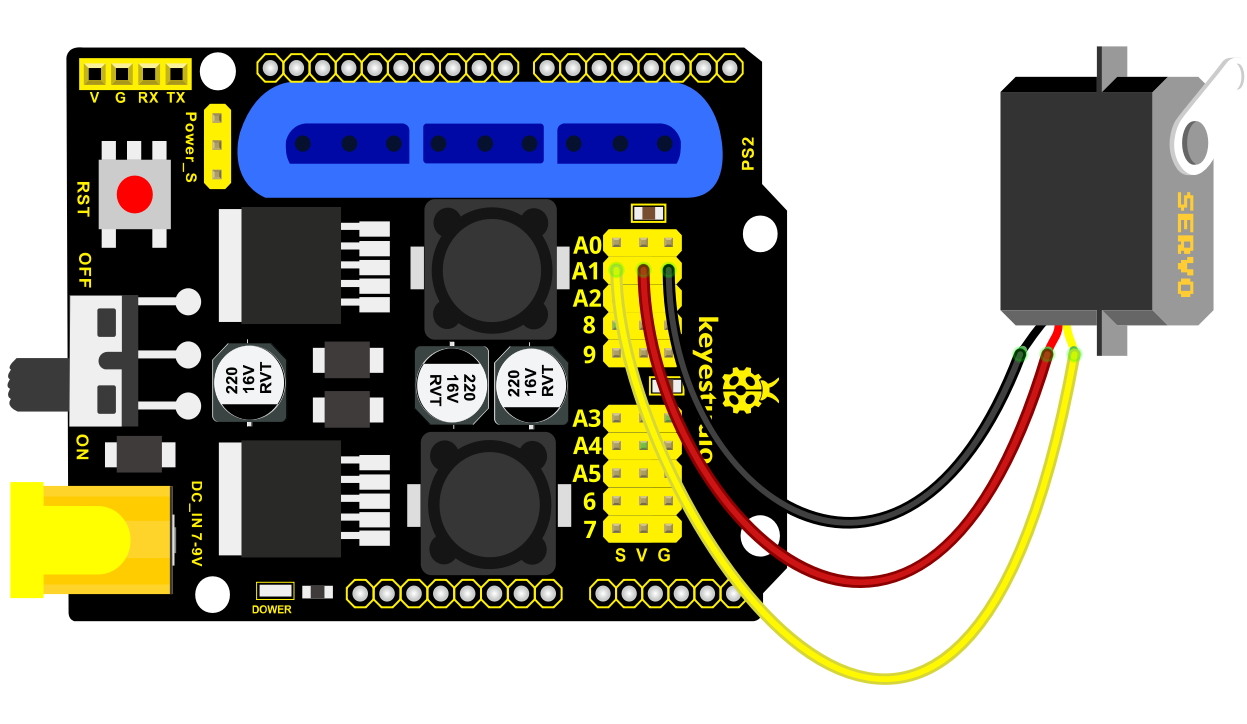 V G RX TX
Power_S
PS2
RST
OFF
ON
A0
A1
A2
8
9
A3
A4
A5
6
7
S V G
220
16V
RVT
220
16V
RVT
220
16V
RVT
DC_IN 7-9V
DOWER
SERVO